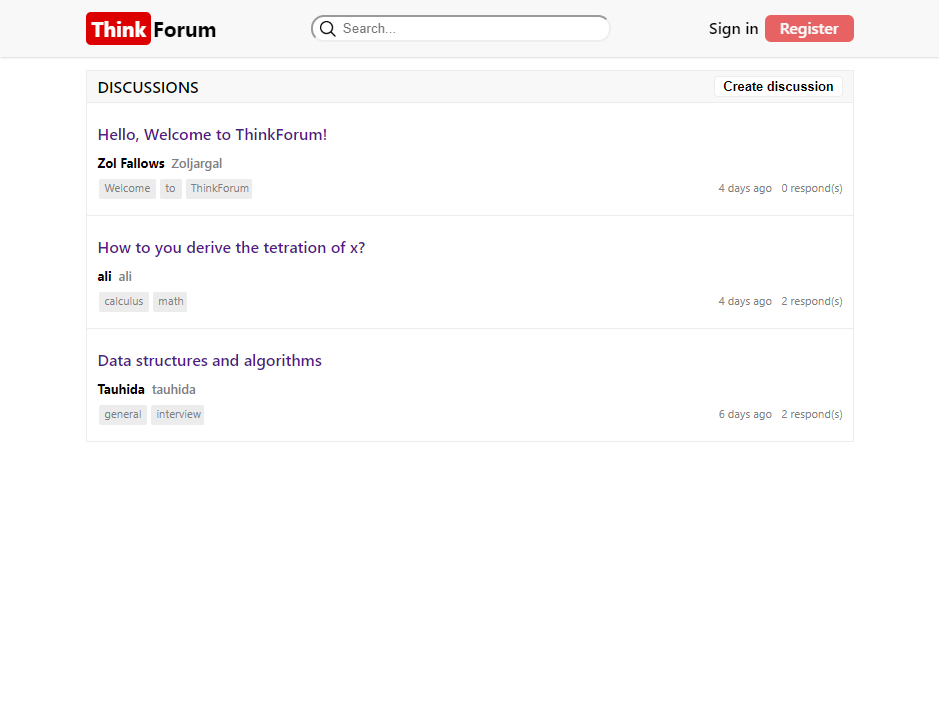 Think Forum
Search...
Sign in Register
DISCUSSIONS
Create discussion
Hello, Welcome to ThinkForum!
Zol Fallows Zoljargal
Welcome to ThinkForum
4 days ago 0 respond(s)
How to you derive the tetration of x?
ali ali
calculus math
4 days ago 2 respond(s)
Data structures and algorithms
Tauhida tauhida
general interview
6 days ago 2 respond(s)